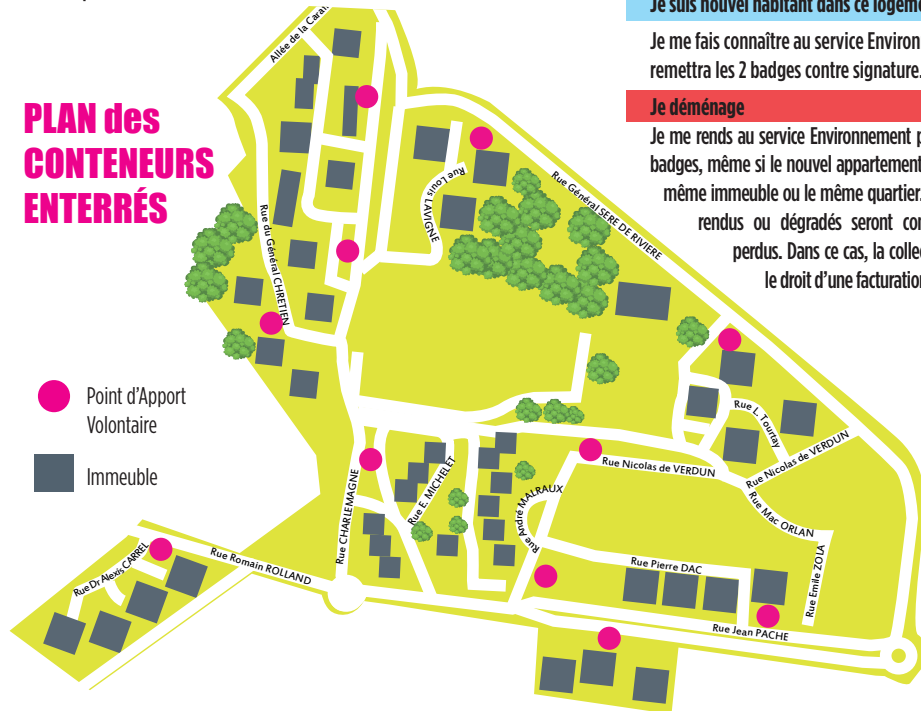 Je suis nouvel habitant dans ce logeme
Je me fais connaître au service Environ
remettra les 2 badges contre signature.
Je déménage
Je me rends au service Environnement p
badges, même si le nouvel appartement
même immeuble ou le même quartier.
rendus ou dégradés seront con
perdus. Dans ce cas, la collec
le droit d'une facturation
PLAN des
CONTENEURS
ENTERRÉS
Allée de la Caran
Rue Louis LAVIGNE
Rue Général SERE DE RIVIERE
Rue du Général CHRETIEN
Point d'Apport
Volontaire
Immeuble
Rue L. Tourtay
Rue Nicolas de VERDUN
Rue Nicolas de VERDUN
Rue E. MICHELET
Rue CHARLEMAGNE
Rue André MALRAUX
Rue Mac ORLAN
Rue Romain ROLLAND
Rue Dr Alexis CARREL
Rue Pierre DAC
Rue Emile ZOLA
Rue Jean PACHE